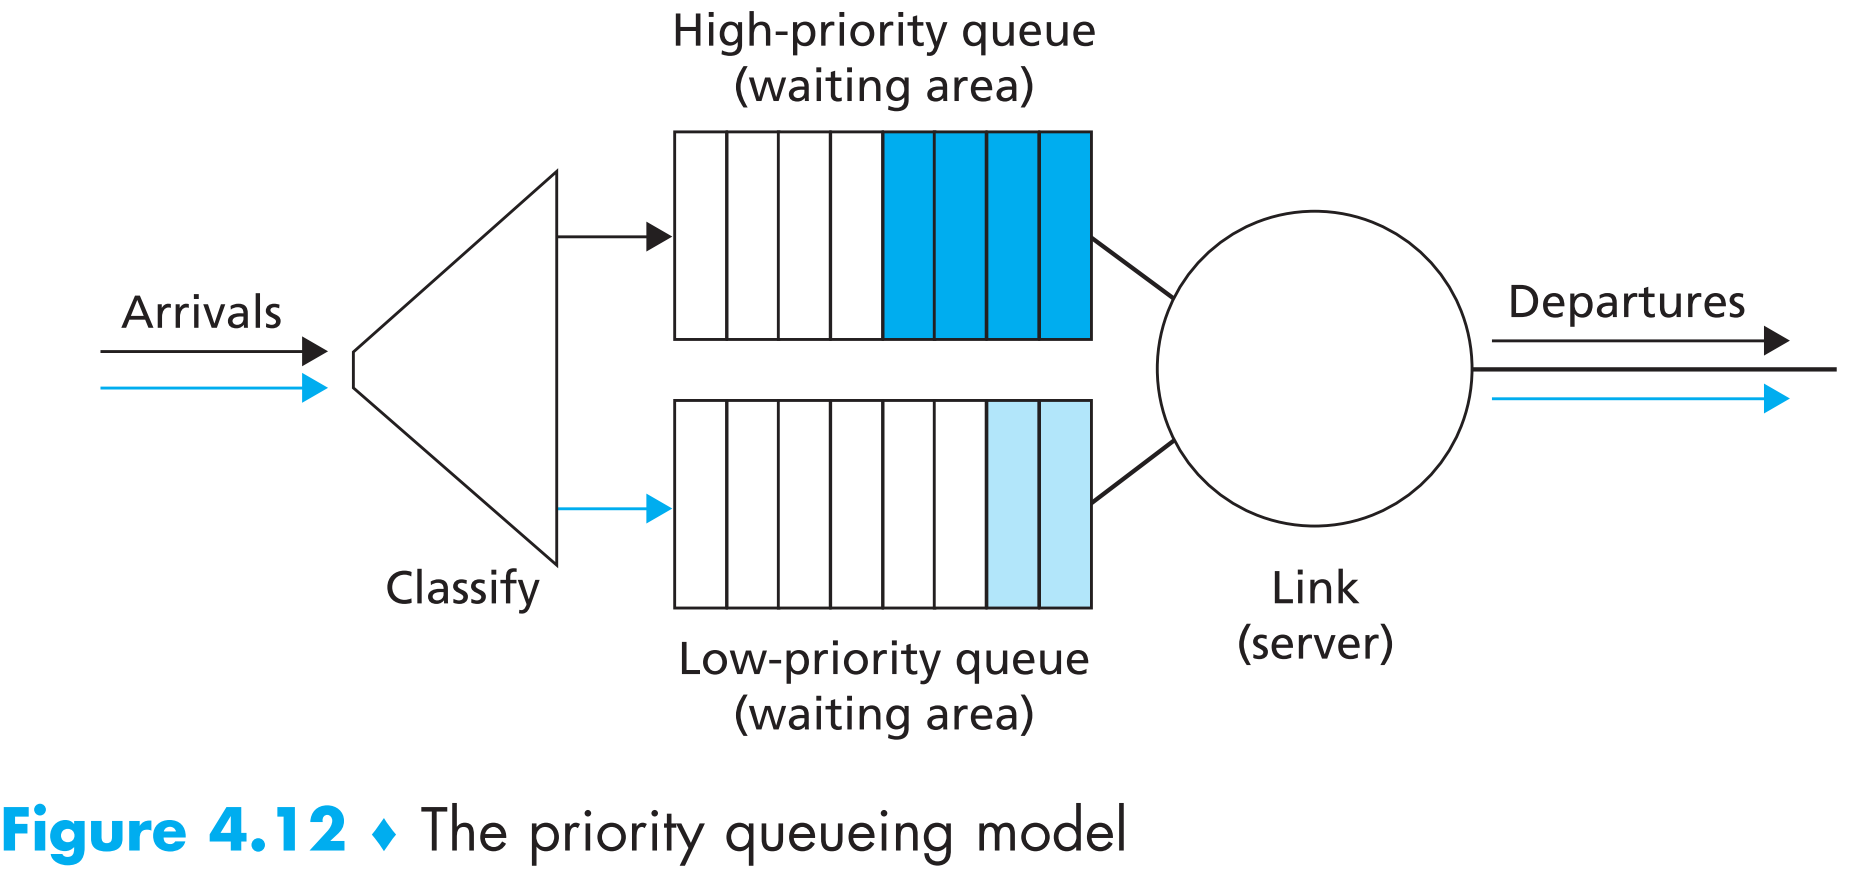 High-priority queue
(waiting area)
Arrivals
Departures
Classify
Link
(server)
Low-priority queue
(waiting area)
Figure 4.12 ♦ The priority queueing model